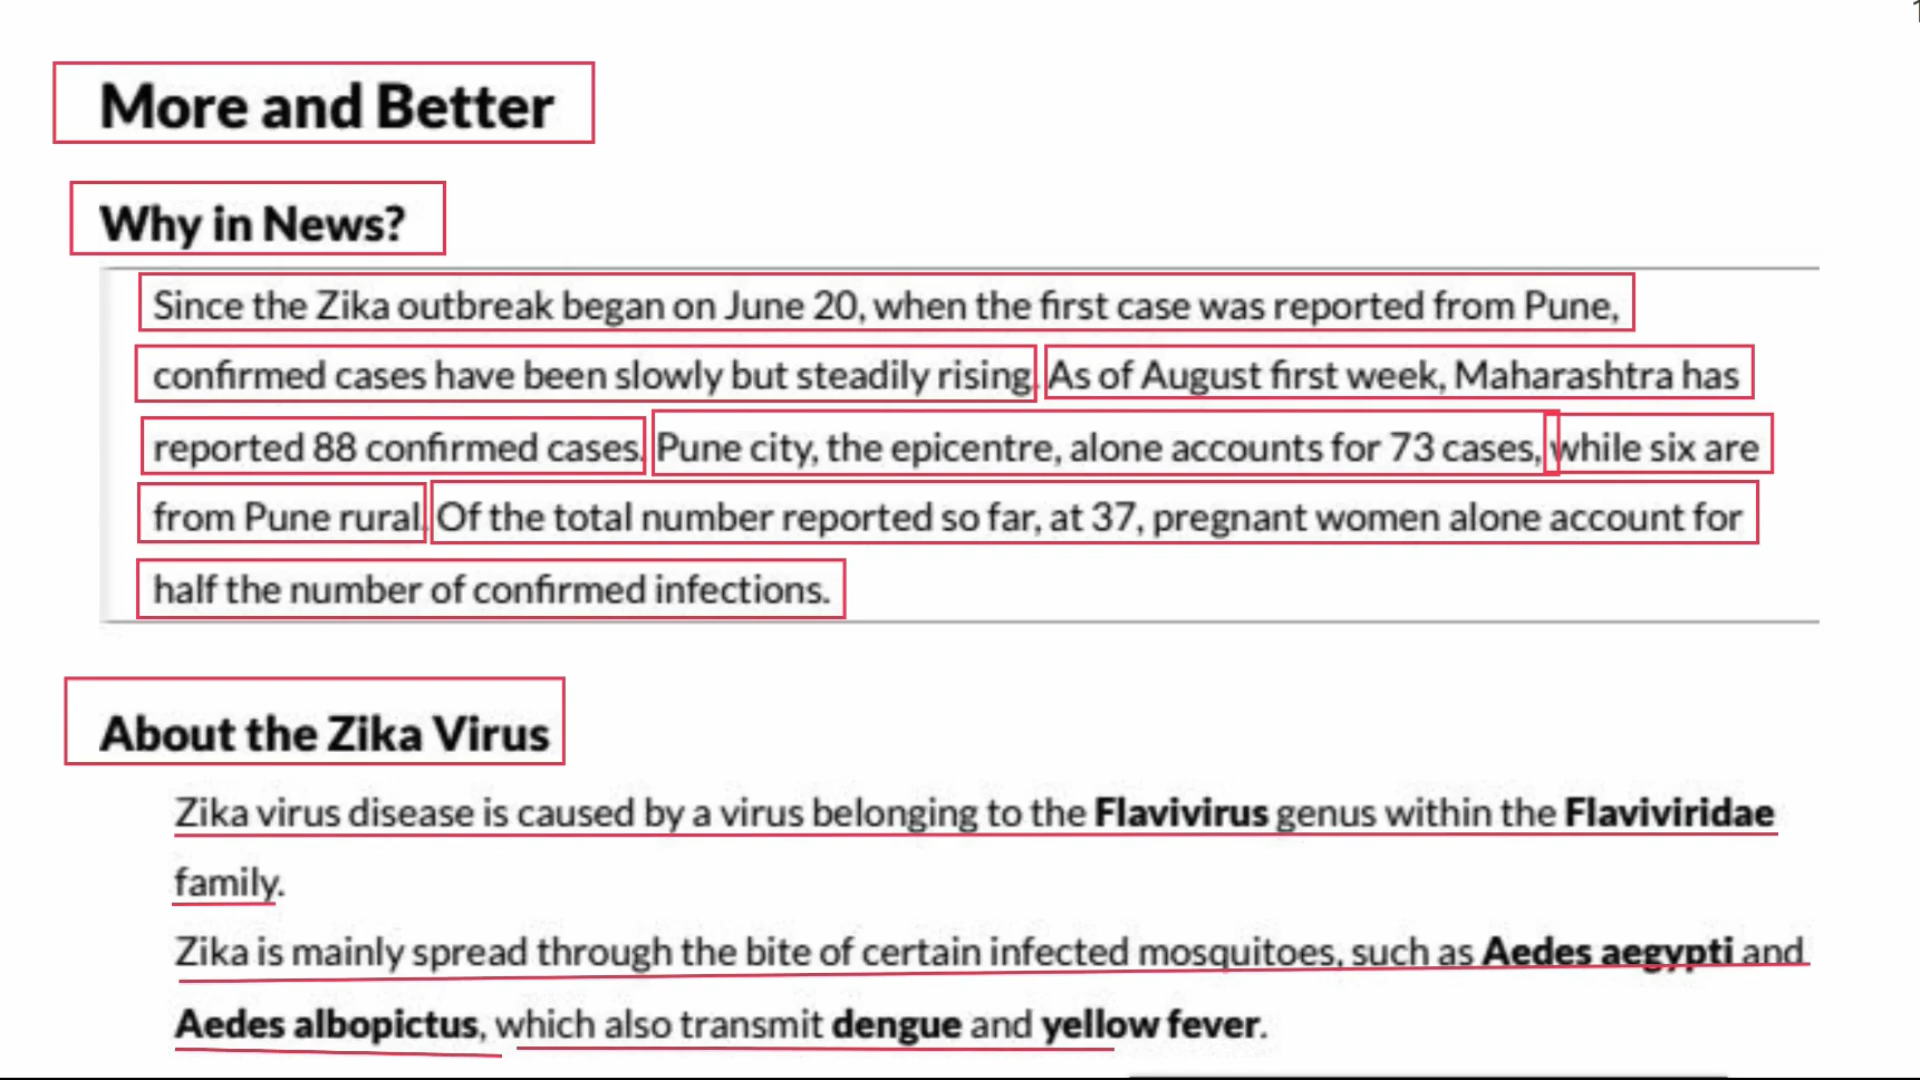 More and Better
Why in News?
Since the Zika outbreak began on June 20, when the first case was reported from Pune,
confirmed cases have been slowly but steadily rising. As of August first week, Maharashtra has
reported 88 confirmed cases. Pune city, the epicentre, alone accounts for 73 cases, while six are
from Pune rural. Of the total number reported so far, at 37, pregnant women alone account for
half the number of confirmed infections.
About the Zika Virus
Zika virus disease is caused by a virus belonging to the Flavivirus genus within the Flaviviridae
family.
Zika is mainly spread through the bite of certain infected mosquitoes, such as Aedes aegypti and
Aedes albopictus, which also transmit dengue and yellow fever.